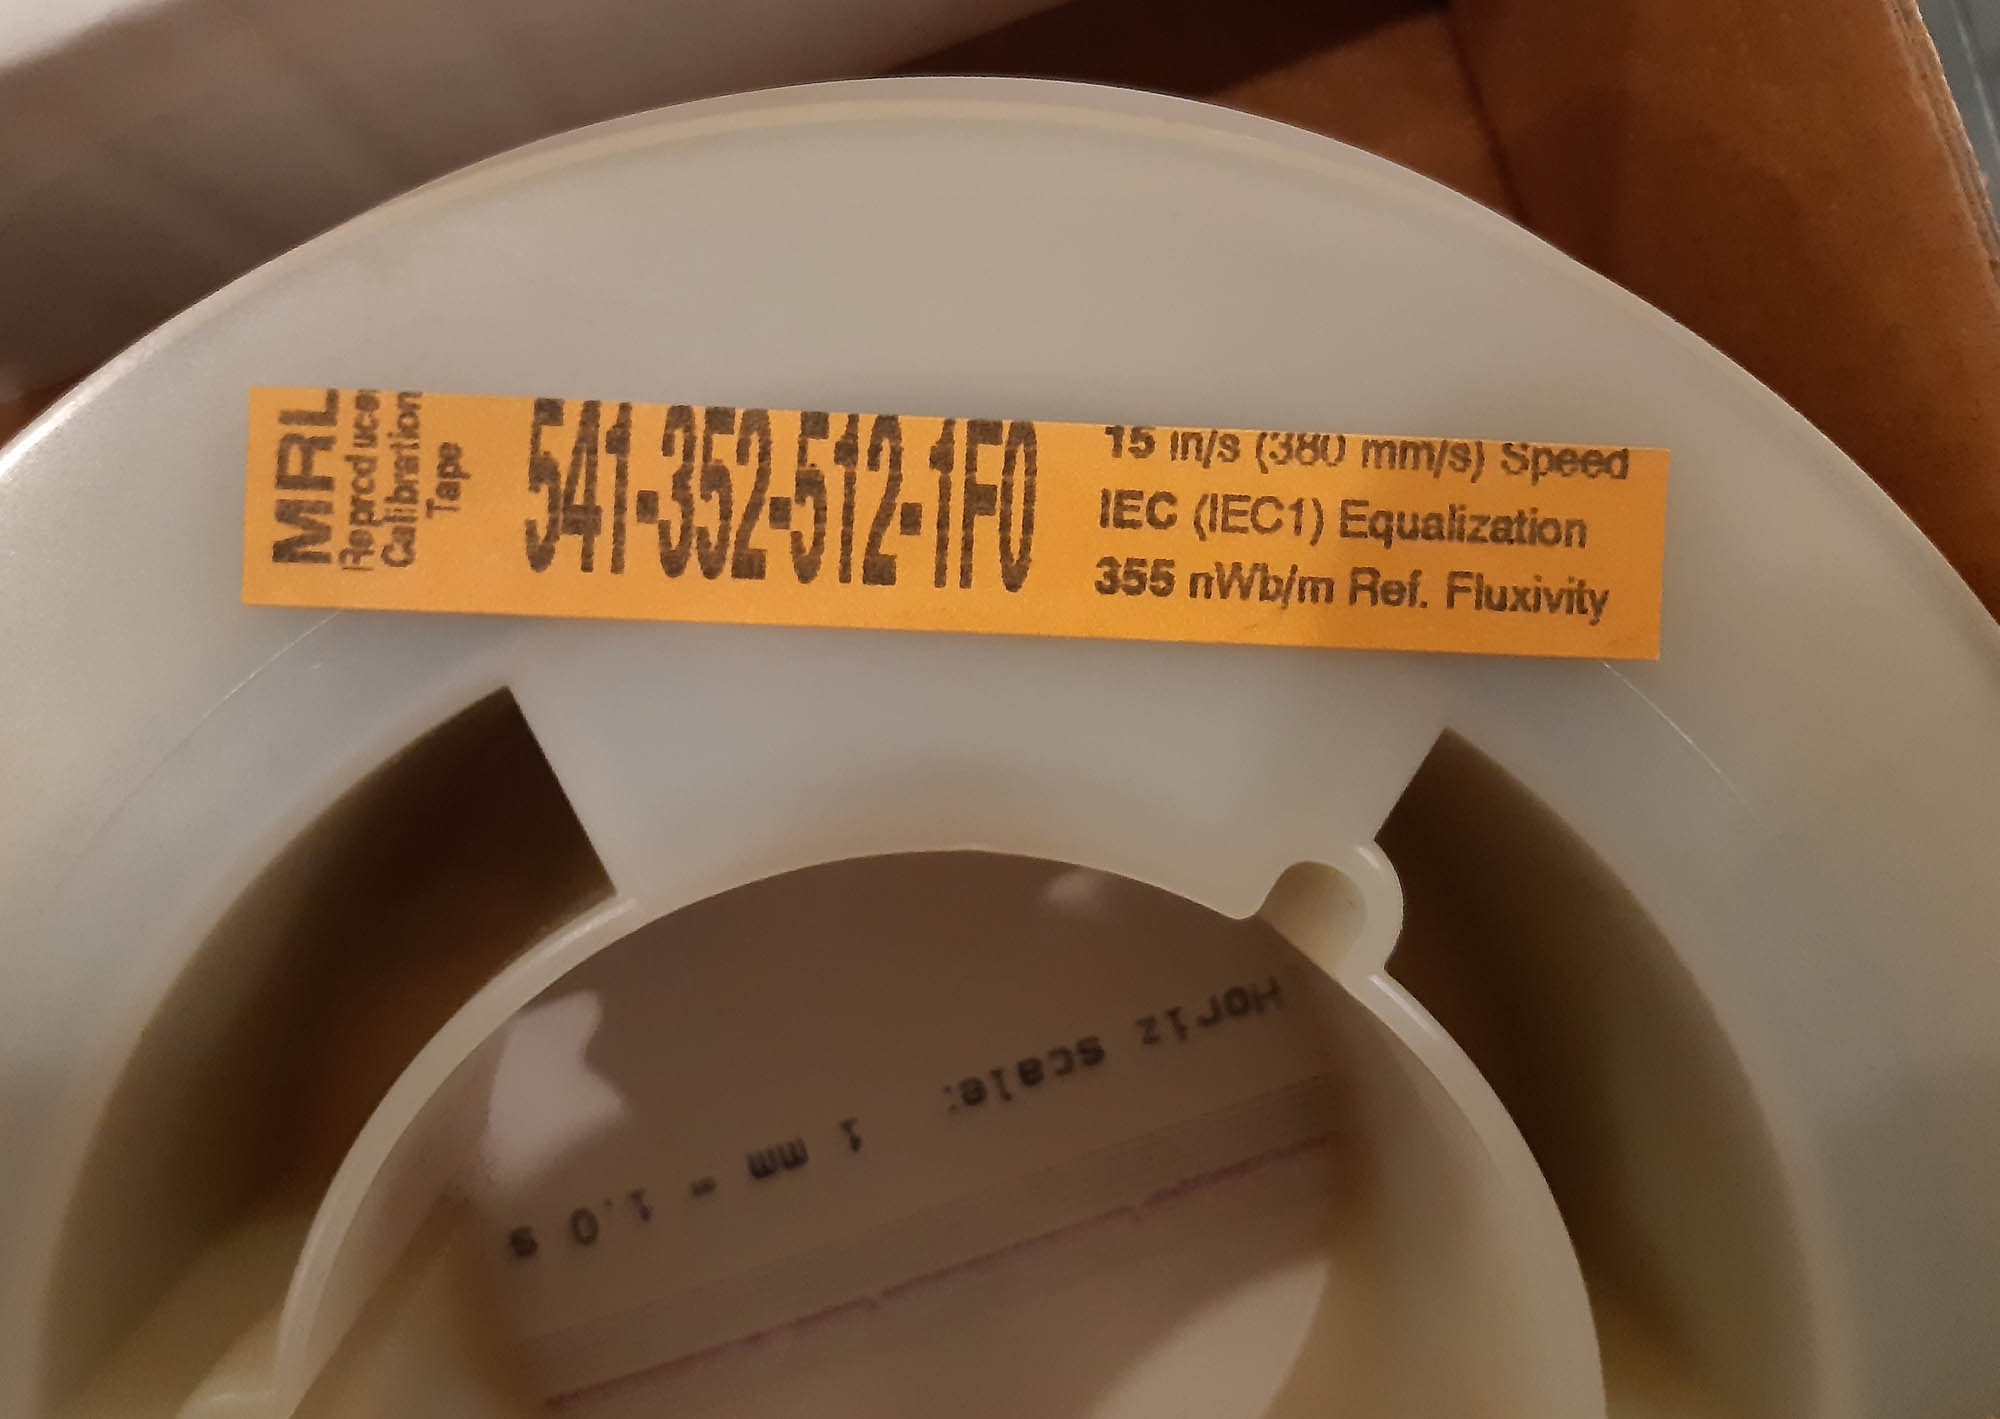 MRL
Reproducer
Calibration
Tape
541-352-512-1F0
15 in/s (380 mm/s) Speed
IEC (IEC1) Equalization
355 nWb/m Ref. Fluxivity
Horiz scale: 1 mm = 1.0 s